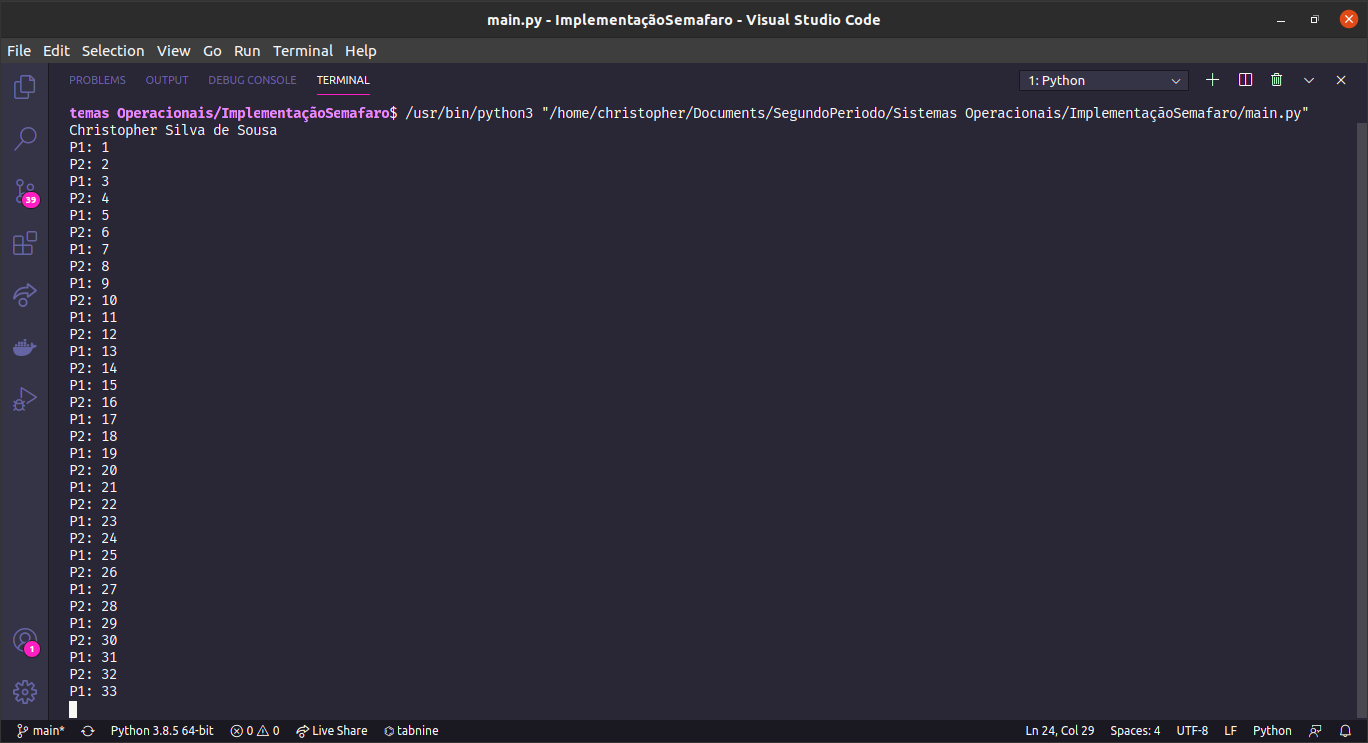 main.py - ImplementaçãoSemafaro - Visual Studio Code
File Edit Selection View Go Run Terminal Help
PROBLEMS OUTPUT DEBUG CONSOLE TERMINAL 1: Python
temas Operacionais/ImplementaçãoSemafaro$ /usr/bin/python3 "/home/christopher/Documents/SegundoPeriodo/Sistemas Operacionais/ImplementaçãoSemafaro/main.py"
Christopher Silva de Sousa
P1: 1
P2: 2
P1: 3
P2: 4
P1: 5
P2: 6
P1: 7
P2: 8
P1: 9
P2: 10
P1: 11
P2: 12
P1: 13
P2: 14
P1: 15
P2: 16
P1: 17
P2: 18
P1: 19
P2: 20
P1: 21
P2: 22
P1: 23
P2: 24
P1: 25
P2: 26
P1: 27
P2: 28
P1: 29
P2: 30
P1: 31
P2: 32
P1: 33
39
1
main* Python 3.8.5 64-bit 0 0 Live Share tabnine Ln 24, Col 29 Spaces: 4 UTF-8 LF Python